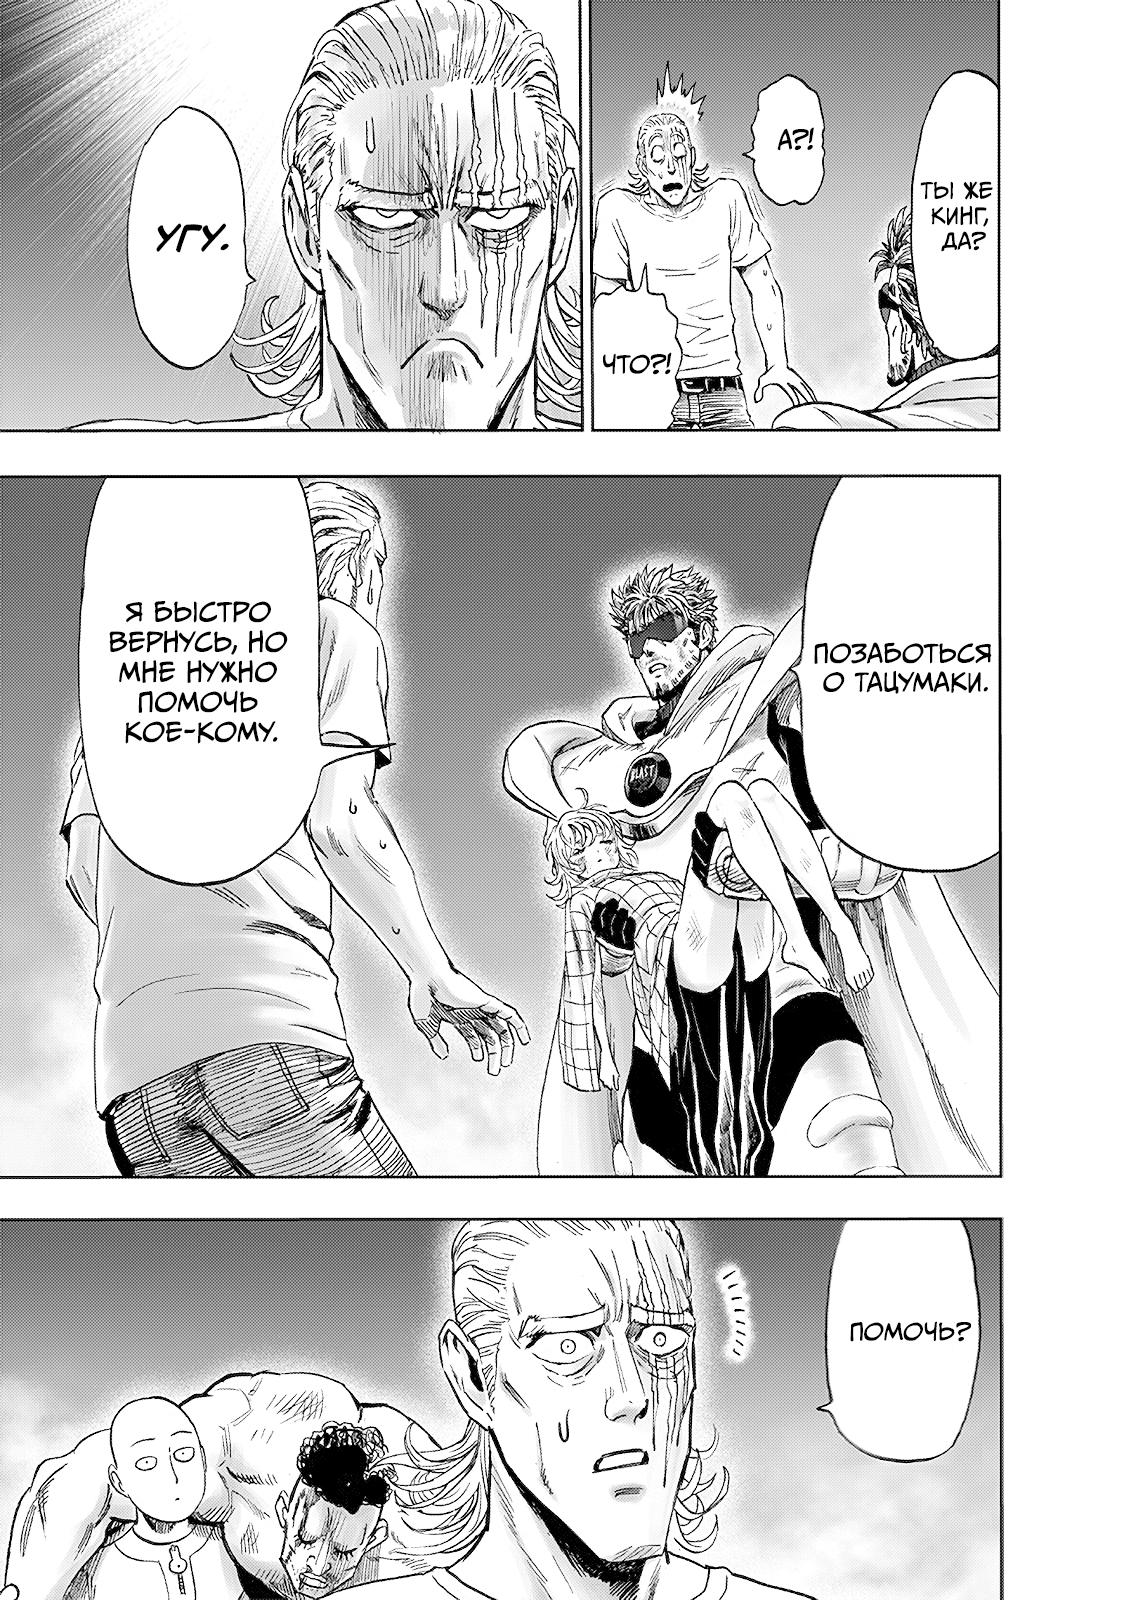 ТЫ ЖЕ
КИНГ,
ДА?
А?!
ЧТО?!
УГУ.
ПОЗАБОТЬСЯ
О ТАЦУМАКИ.
BLAST
Я БЫСТРО
ВЕРНУСЬ, НО
МНЕ НУЖНО
ПОМОЧЬ
КОЕ-КОМУ.
ПОМОЧЬ?